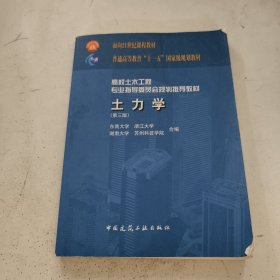 面向21世纪课程教材
普通高等教育“十一五”国家级规划教材
高校土木工程
专业指导委员会规划推荐教材
土力学
(第三版)
东南大学 浙江大学
湖南大学 苏州科技学院 合编
中国建筑工业出版社